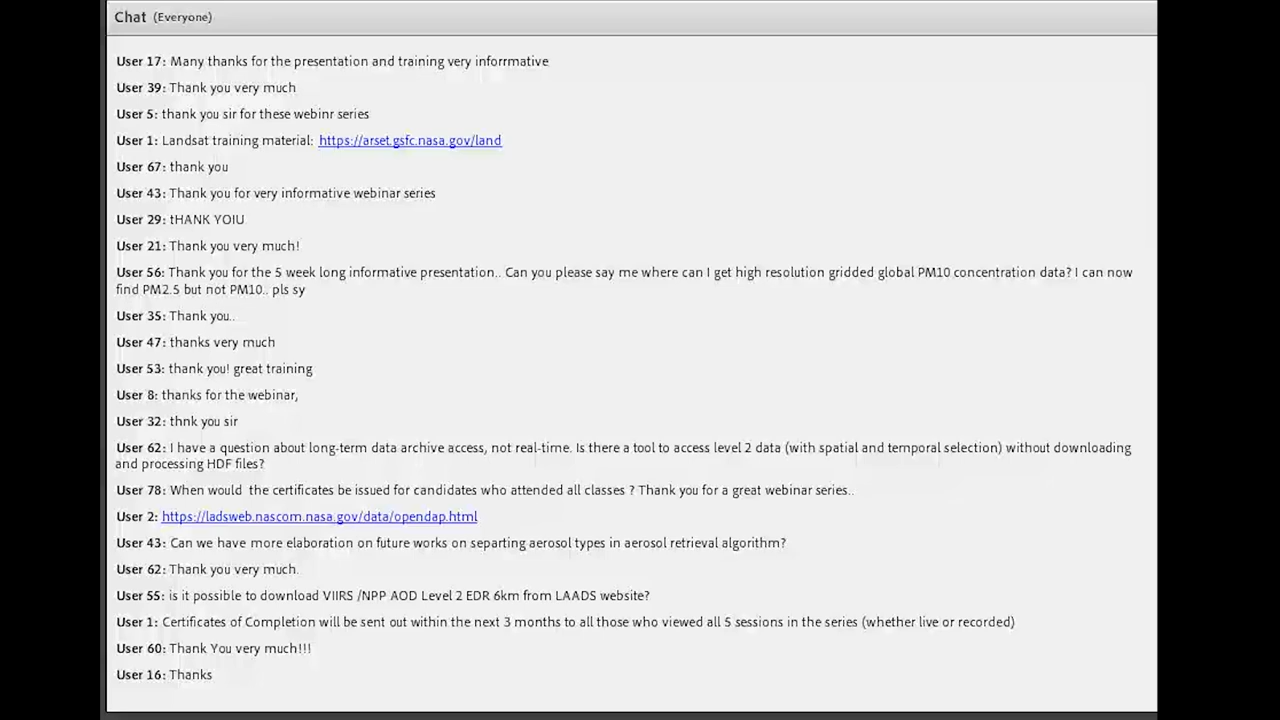 Chat (Everyone)
User 17: Many thanks for the presentation and training very inforrmative
User 39: Thank you very much
User 5: thank you sir for these webinr series
User 1: Landsat training material: https://arset.gsfc.nasa.gov/land
User 67: thank you
User 43: Thank you for very informative webinar series
User 29: tHANK YOIU
User 21: Thank you very much!
User 56: Thank you for the 5 week long informative presentation.. Can you please say me where can I get high resolution gridded global PM10 concentration data? I can now
find PM2.5 but not PM10.. pls sy
User 35: Thank you..
User 47: thanks very much
User 53: thank you! great training
User 8: thanks for the webinar,
User 32: thnk you sir
User 62: I have a question about long-term data archive access, not real-time. Is there a tool to access level 2 data (with spatial and temporal selection) without downloading
and processing HDF files?
User 78: When would  the certificates be issued for candidates who attended all classes ? Thank you for a great webinar series..
User 2: https://ladsweb.nascom.nasa.gov/data/opendap.html
User 43: Can we have more elaboration on future works on separting aerosol types in aerosol retrieval algorithm?
User 62: Thank you very much.
User 55: is it possible to download VIIRS /NPP AOD Level 2 EDR 6km from LAADS website?
User 1: Certificates of Completion will be sent out within the next 3 months to all those who viewed all 5 sessions in the series (whether live or recorded)
User 60: Thank You very much!!!
User 16: Thanks